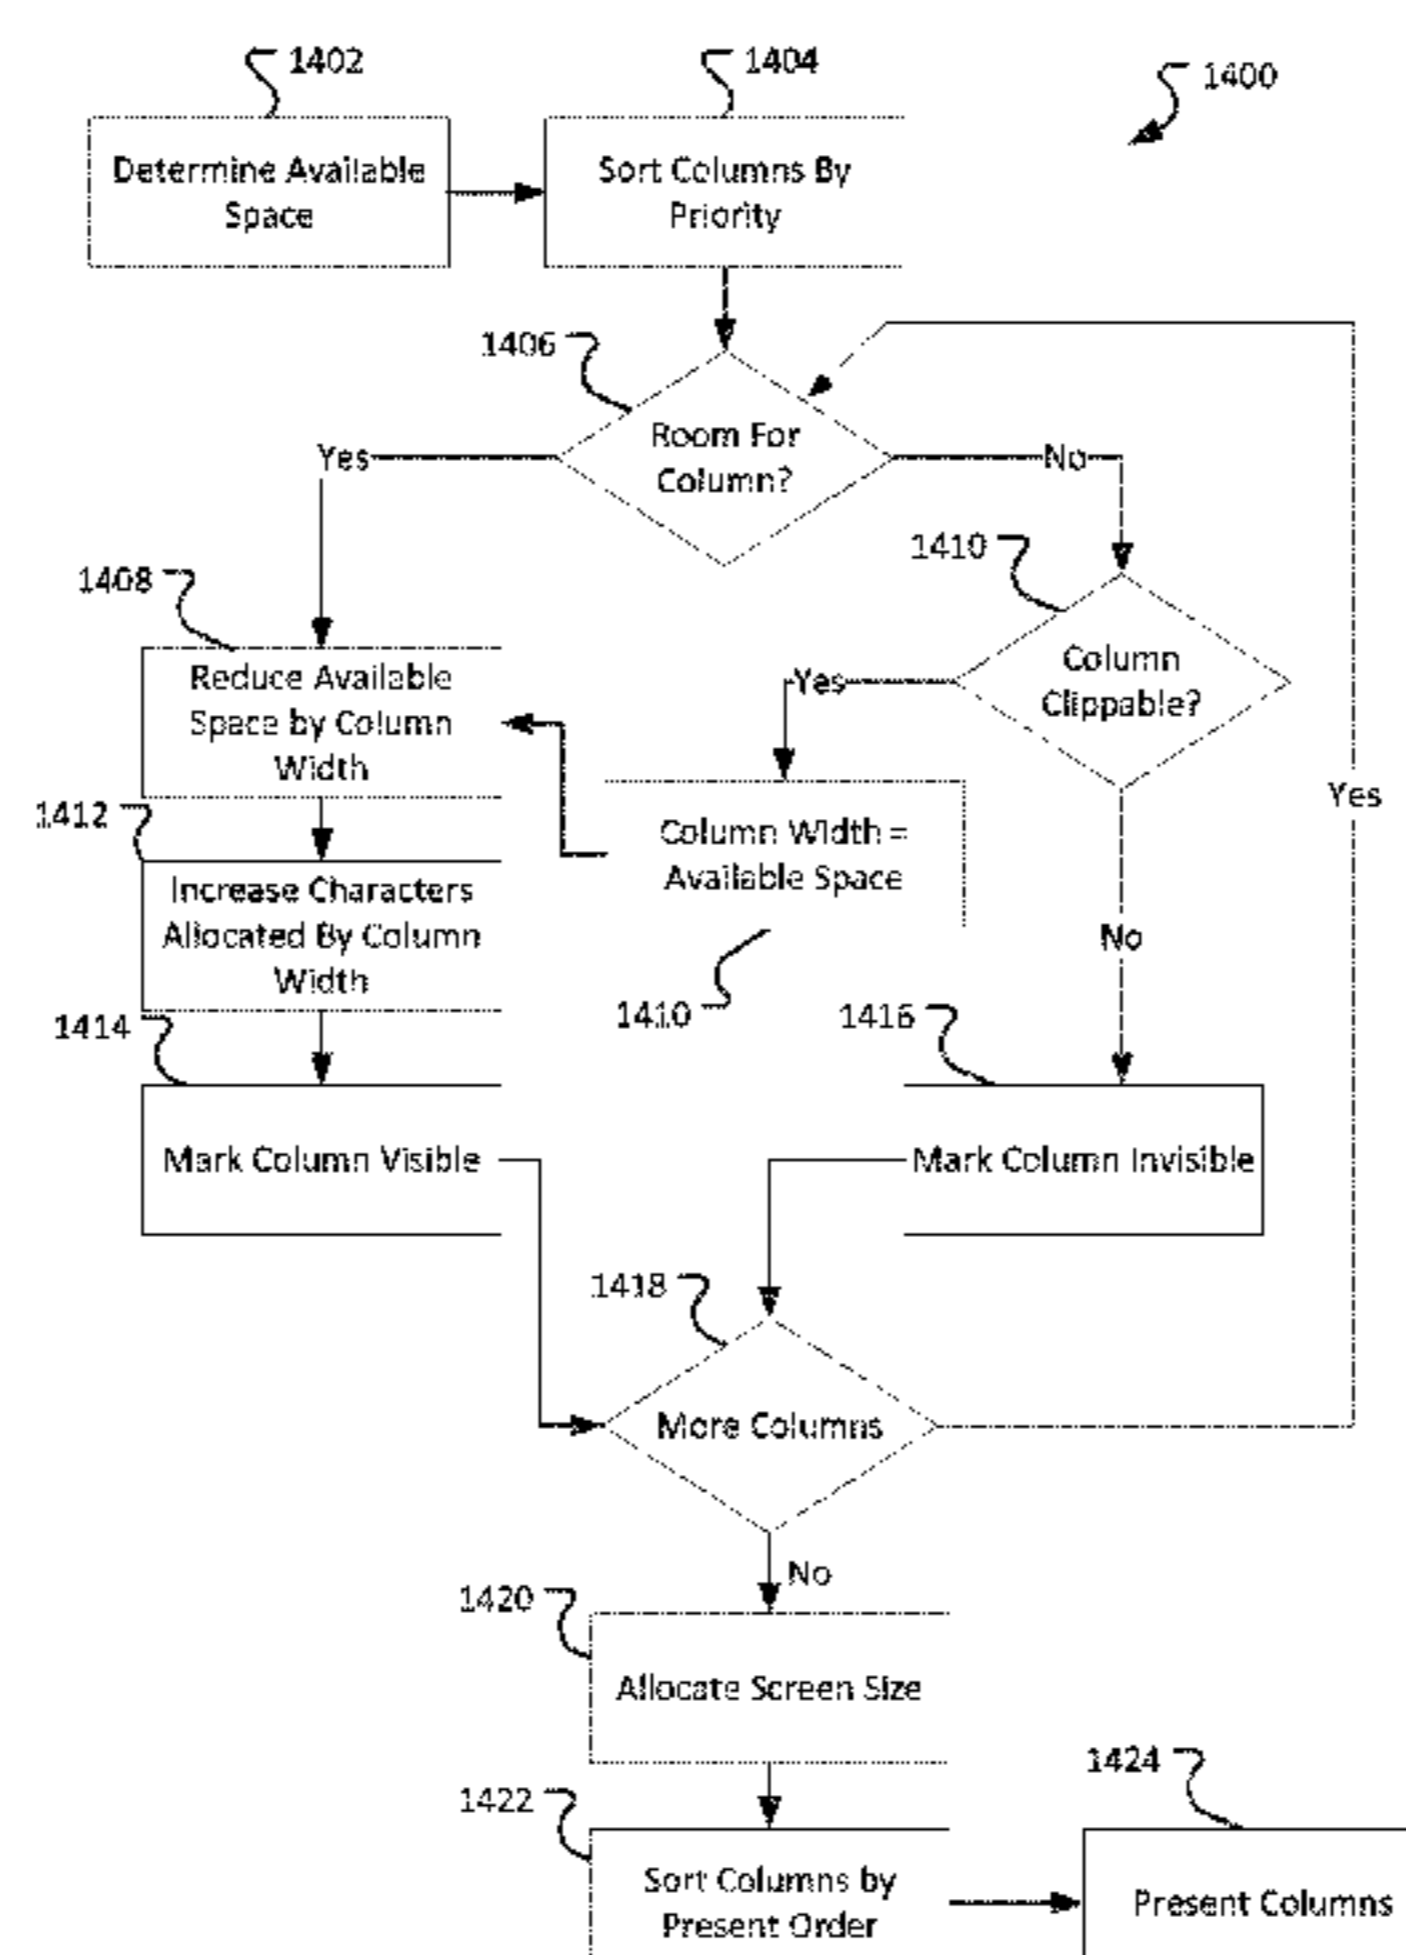 1402
1404
1400
Determine Available
Space
Sort Columns By
Priority
1406
Room For
Column?
Yes
No
1410
1408
Reduce Available
Space by Column
Width
Column
Clippable?
Yes
Yes
1412
Column Width =
Available Space
Increase Characters
Allocated By Column
Width
No
1410
1414
1416
Mark Column Visible
Mark Column Invisible
1418
More Columns
No
1420
Allocate Screen Size
1422
1424
Sort Columns by
Present Order
Present Columns